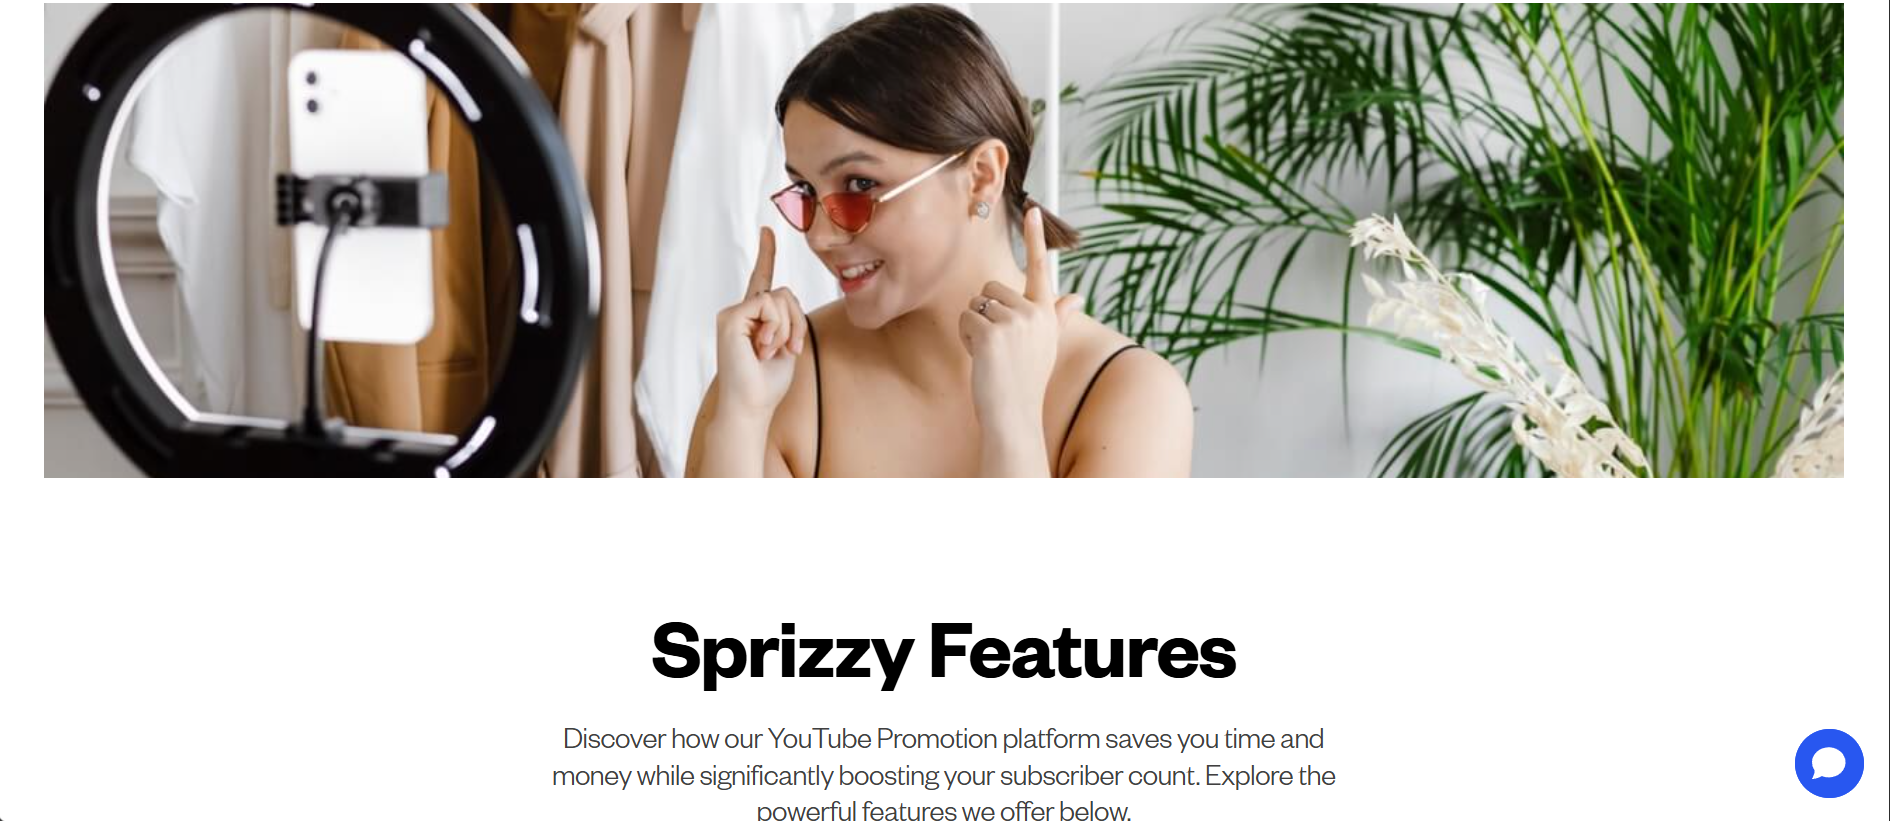 Sprizzy Features
Discover how our YouTube Promotion platform saves you time and
money while significantly boosting your subscriber count. Explore the
powerful features we offer below.